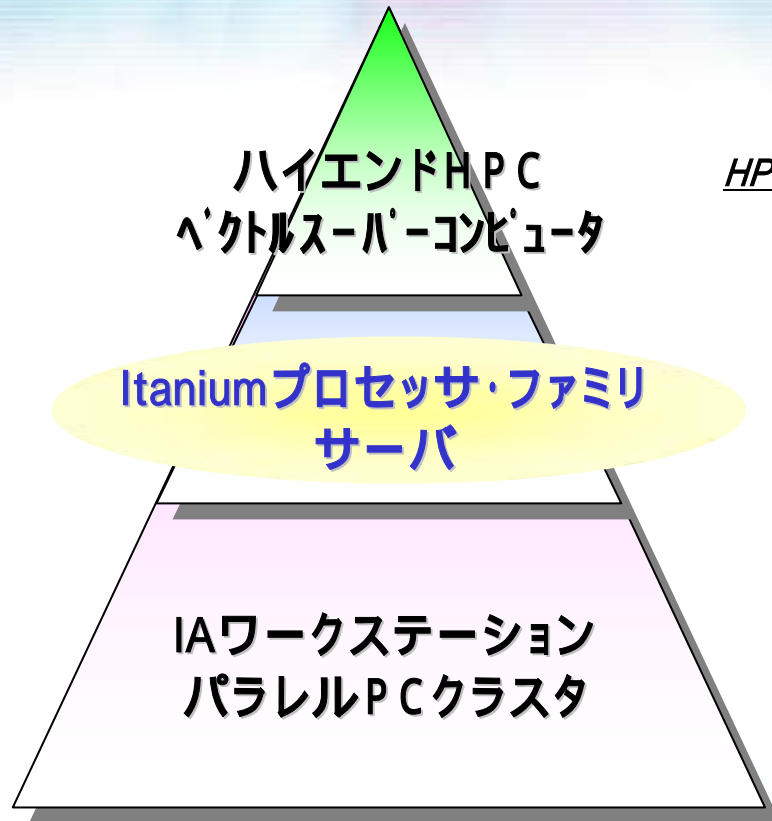 ハイエンドHPC
ﾍﾞｸﾄﾙｽｰﾊﾟｰｺﾝﾋﾟｭｰﾀ
HP
Itaniumプロセッサ・ファミリ
サーバ
IAワークステーション
パラレルPCクラスタ